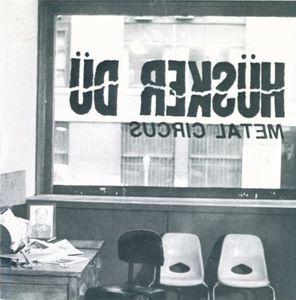 HÜSKER DÜ
METAL CIRCUS